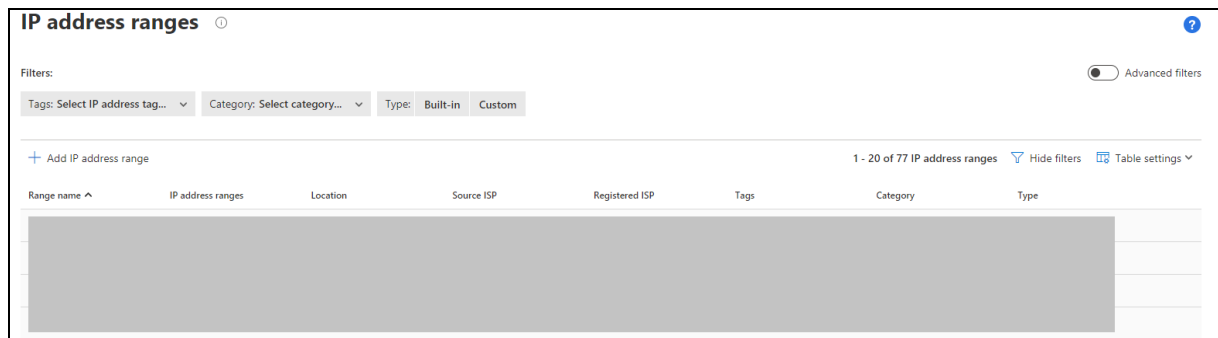 IP address ranges
?
Filters:
Advanced filters
Tags: Select IP address tag... Category: Select category... Type: Built-in Custom
Add IP address range 1 - 20 of 77 IP address ranges Hide filters Table settings
Range name IP address ranges Location Source ISP Registered ISP Tags Category Type